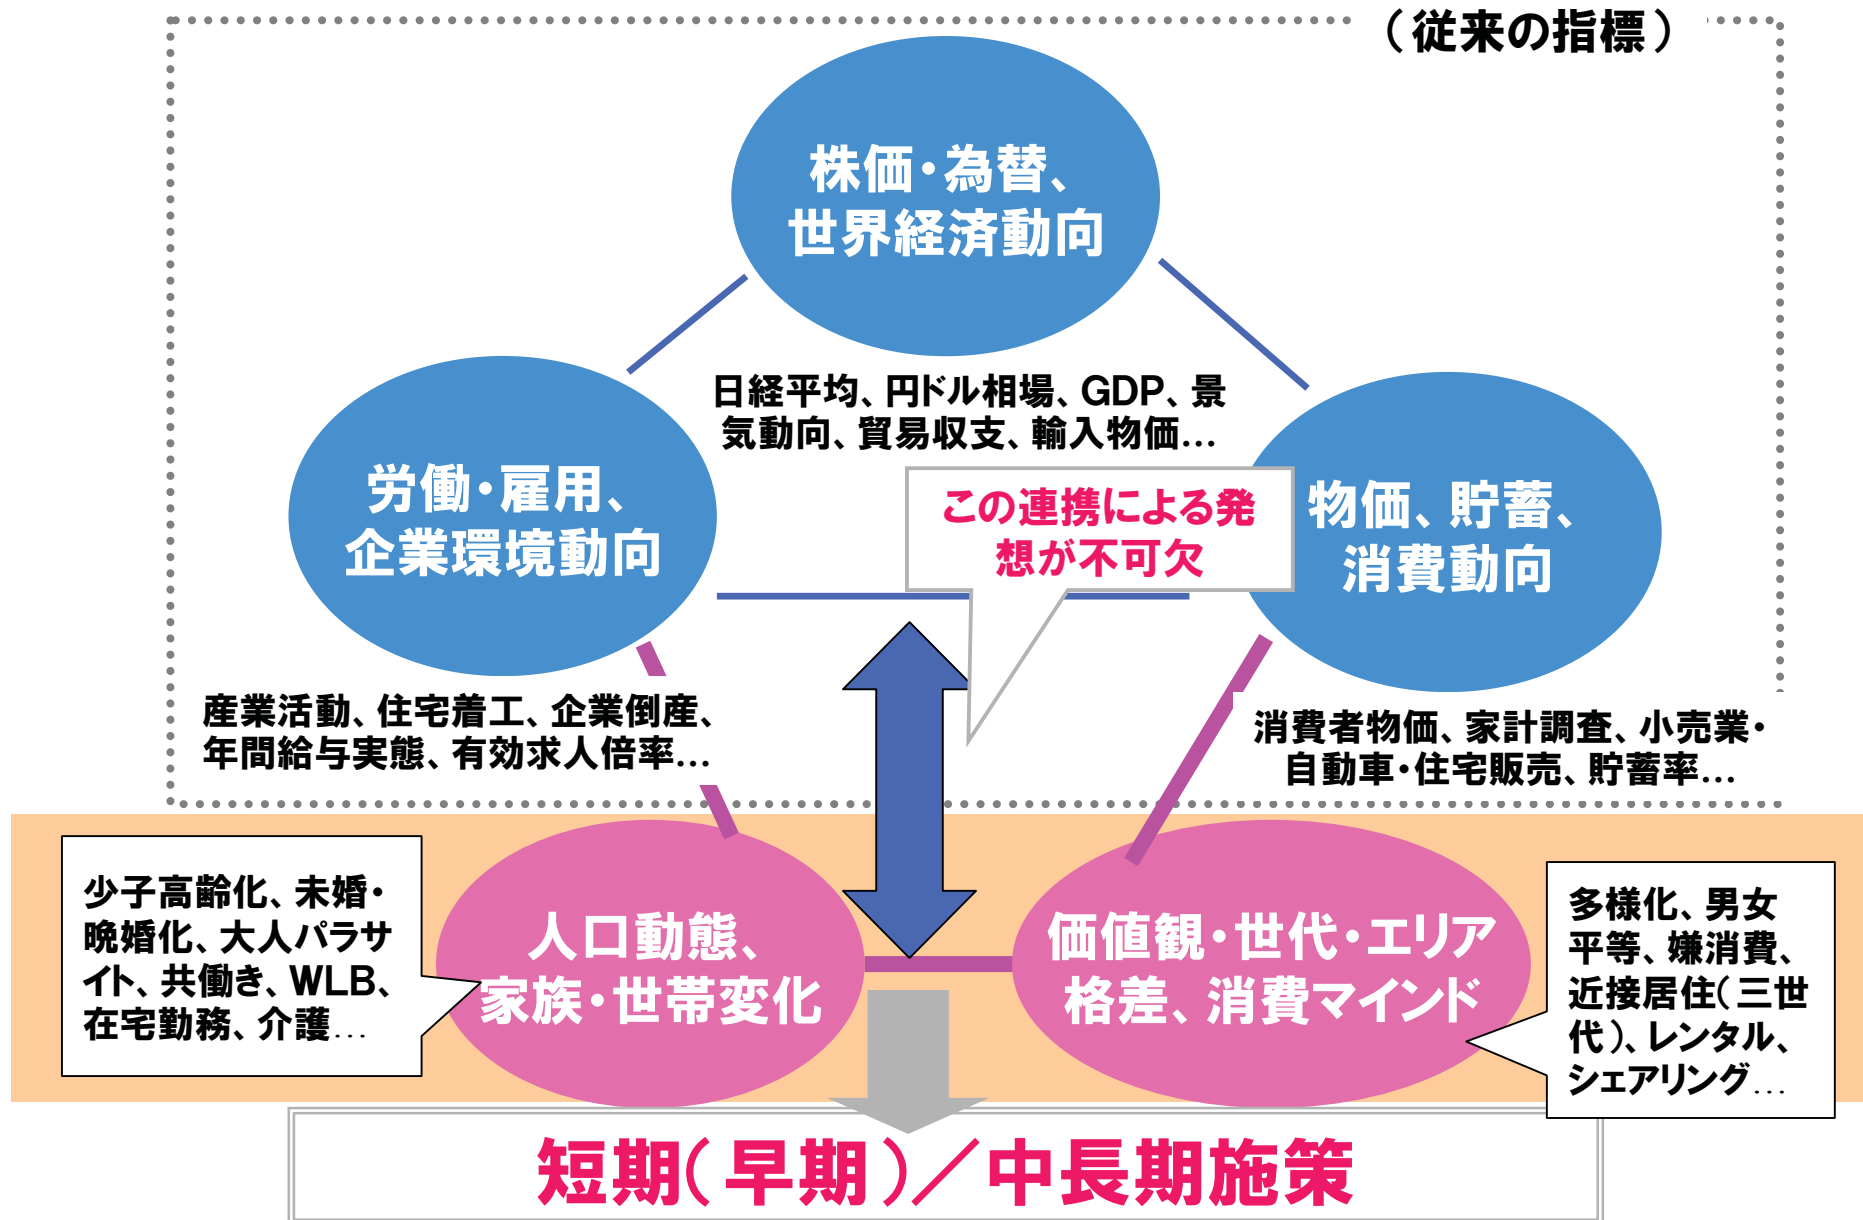 （従来の指標）
株価・為替、
世界経済動向
日経平均、円ドル相場、GDP、景
気動向、貿易収支、輸入物価…
労働・雇用、
企業環境動向
この連携による発
想が不可欠
物価、貯蓄、
消費動向
産業活動、住宅着工、企業倒産、
年間給与実態、有効求人倍率…
消費者物価、家計調査、小売業・
自動車・住宅販売、貯蓄率…
少子高齢化、未婚・
晩婚化、大人パラサ
イト、共働き、WLB、
在宅勤務、介護…
人口動態、
家族・世帯変化
価値観・世代・エリア
格差、消費マインド
多様化、男女
平等、嫌消費、
近接居住（三世
代）、レンタル、
シェアリング…
短期（早期）／中長期施策